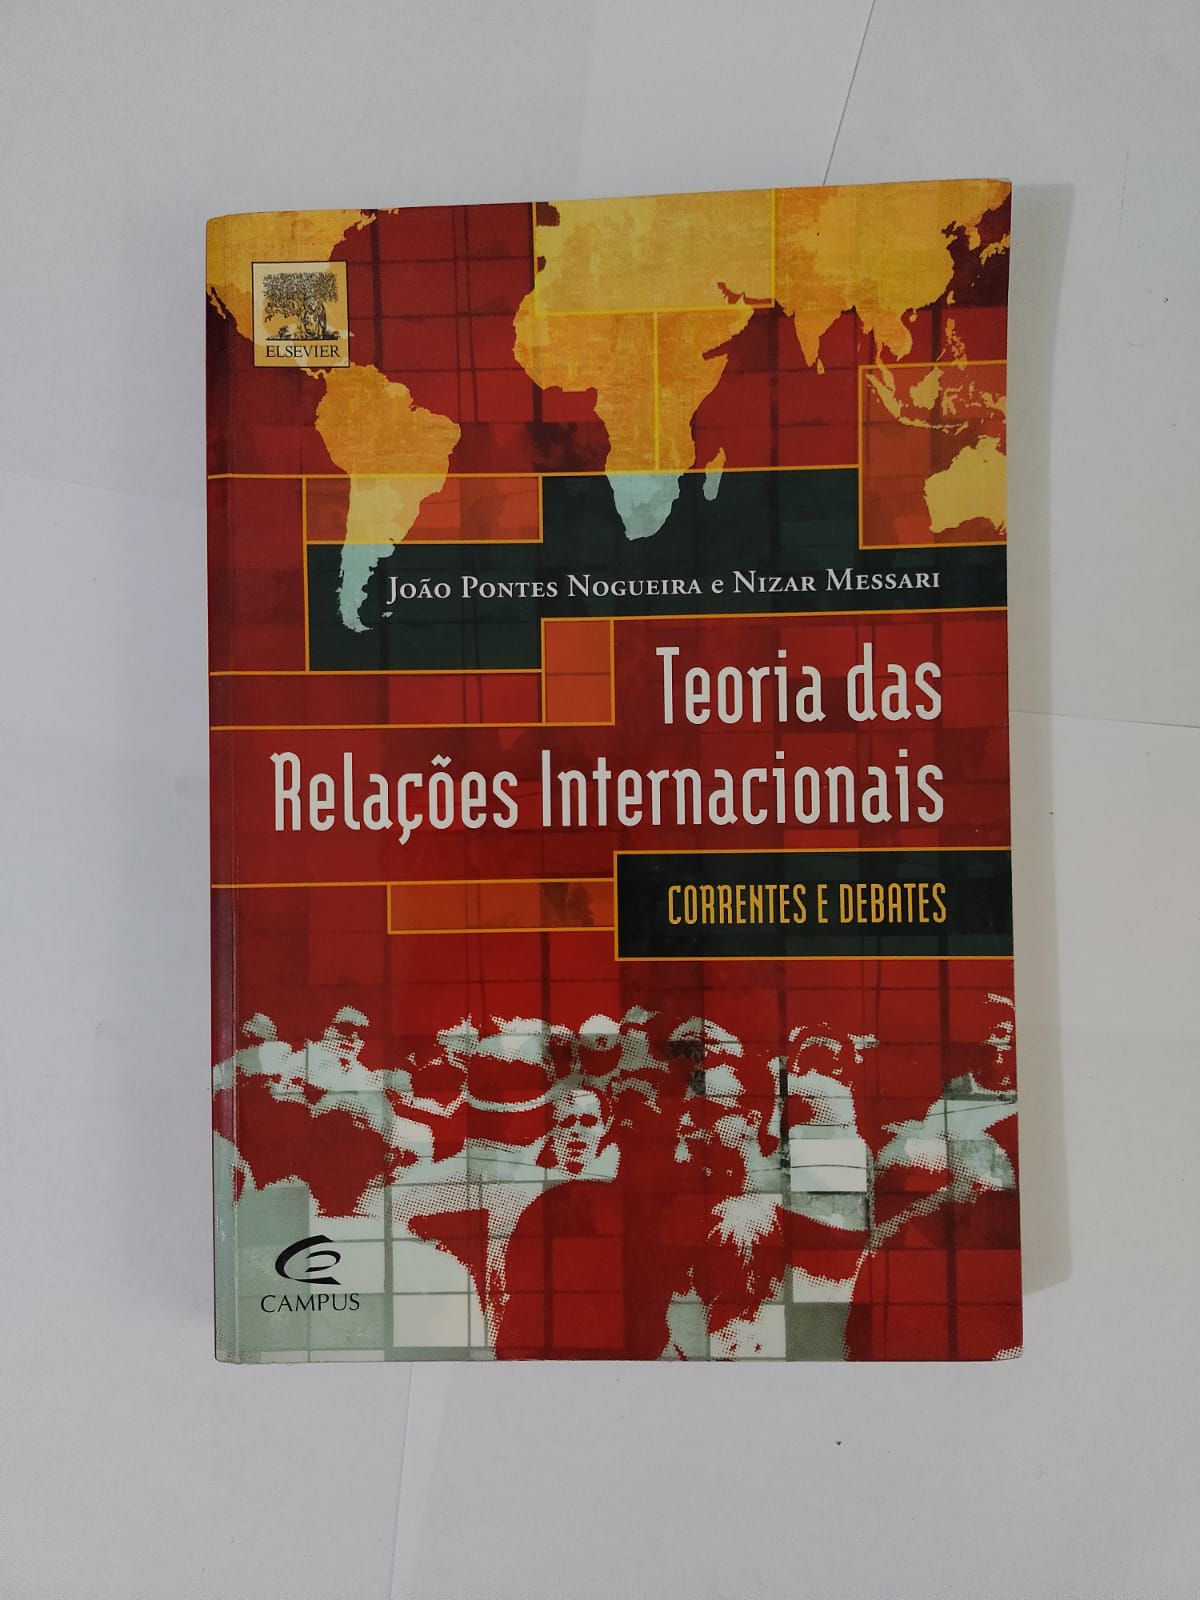 ELSEVIER
João Pontes Nogueira e Nizar Messari
Teoria das
Relações Internacionais
CORRENTES E DEBATES
CAMPUS